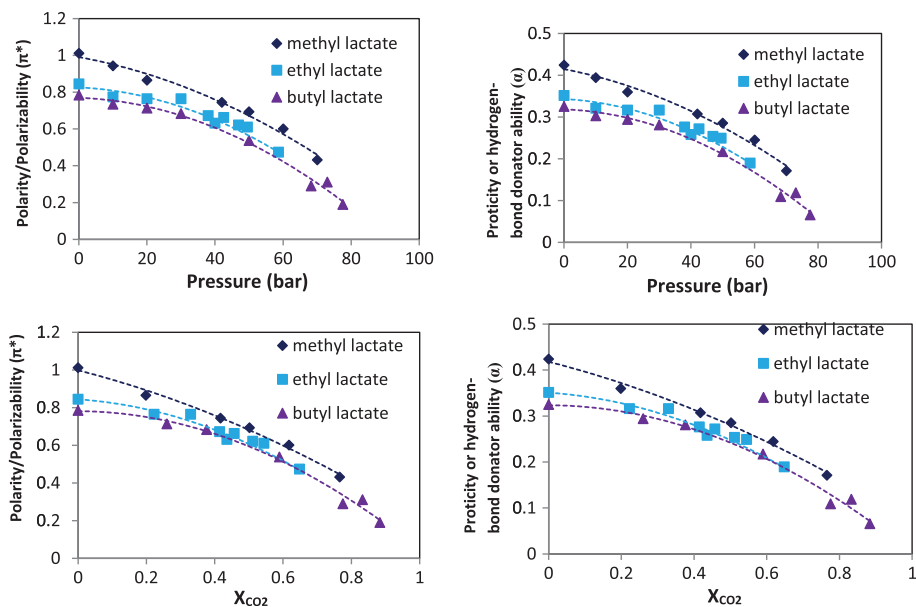 Polarity/Polarizability (π*)
1.2
1
0.8
0.6
0.4
0.2
0
0
20
40
60
80
100
Pressure (bar)
methyl lactate
ethyl lactate
butyl lactate
Proticity or hydrogen-
bond donator ability (α)
0.5
0.4
0.3
0.2
0.1
0
0
20
40
60
80
100
Pressure (bar)
methyl lactate
ethyl lactate
butyl lactate
Polarity/Polarizability (π*)
1.2
1
0.8
0.6
0.4
0.2
0
0
0.2
0.4
0.6
0.8
1
XCO2
methyl lactate
ethyl lactate
butyl lactate
Proticity or hydrogen-
bond donator ability (α)
0.5
0.4
0.3
0.2
0.1
0
0
0.2
0.4
0.6
0.8
1
XCO2
methyl lactate
ethyl lactate
butyl lactate